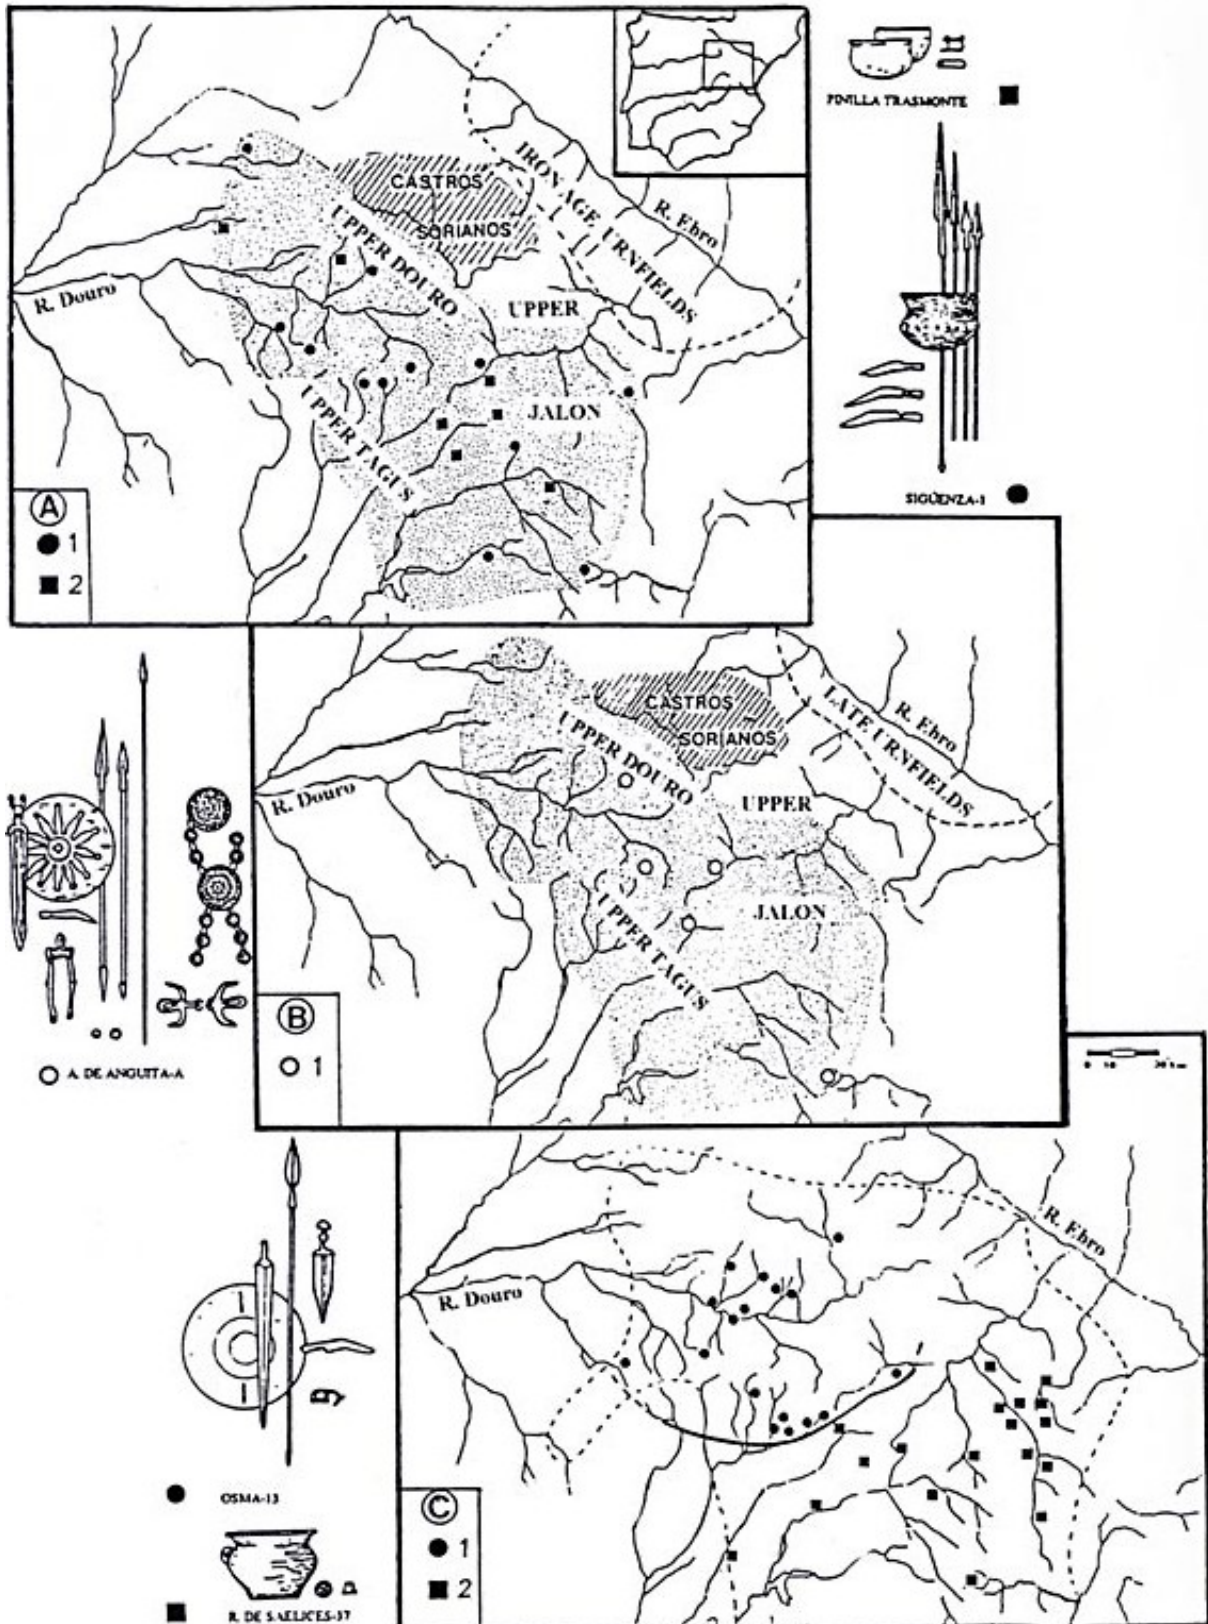 PINILLA TRASMONTE
IRON AGE URNFIELDS
R. Ebro
CASTROS
SORIANOS
UPPER DOURO
R. Douro
UPPER
JALON
UPPER TAGUS
SIGÜENZA-1
A
1
2
CASTROS
SORIANOS
LATE URNFIELDS
R. Ebro
UPPER DOURO
R. Douro
UPPER
JALON
UPPER TAGUS
B
1
A. DE ANGUITA-A
0 10
R. Ebro
R. Douro
OSMA-13
C
1
2
R. DE SAELICES-37